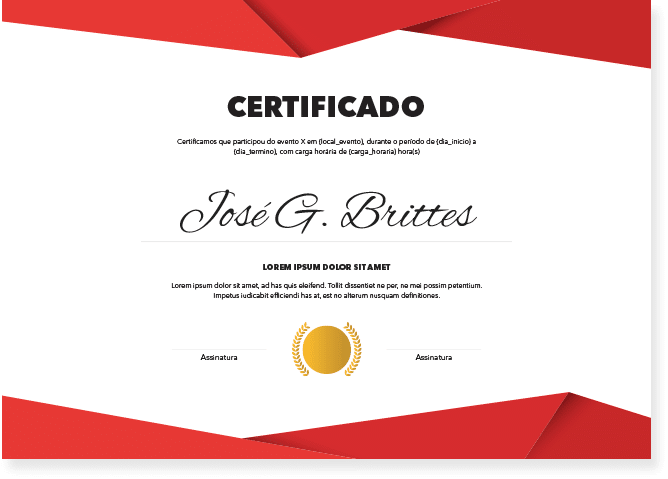 CERTIFICADO
Certificamos que participou do evento X em {local_evento}, durante o período de {dia_inicio} a
{dia_termino}, com carga horária de {carga_horaria} hora(s)
José G. Brittes
LOREM IPSUM DOLOR SIT AMET
Lorem ipsum dolor sit amet, ad has quis eleifend. Tollit dissentiet ne per, ne mei possim petentium.
Impetus iudicabit efficiendi has at, est no alterum nusquam definitiones.
Assinatura
Assinatura